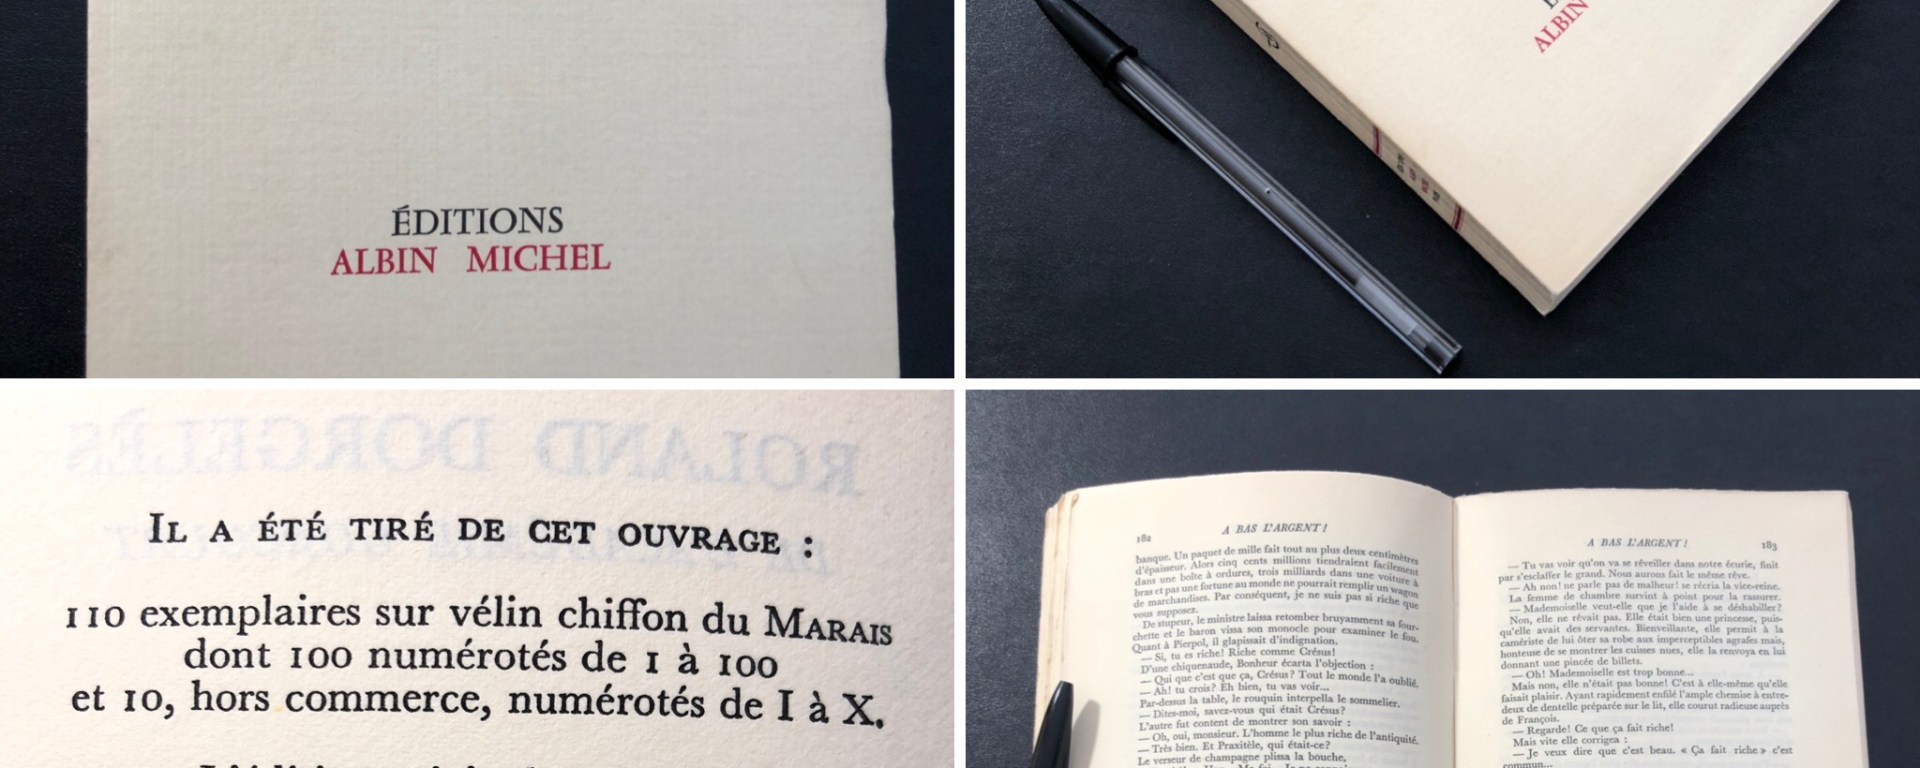 ÉDITIONS
ALBIN MICHEL
ALBIN
ROLAND DORGELÈS
IL A ÉTÉ TIRÉ DE CET OUVRAGE :
110 exemplaires sur vélin chiffon du MARAIS
dont 100 numérotés de 1 à 100
et 10, hors commerce, numérotés de I à X.
182
A BAS L'ARGENT !
banque. Un paquet de mille fait tout au plus deux centimètres
d'épaisseur. Alors cinq cents millions tiendraient facilement
dans une boîte à ordures, trois milliards dans une voiture à
bras et pas une fortune au monde ne pourrait remplir un wagon
de marchandises. Par conséquent, je ne suis pas si riche que
vous supposez.
De stupeur, le ministre laissa retomber bruyamment sa four-
chette et le baron vissa son monocle pour examiner le fou.
Quant à Pierpol, il glapissait d'indignation.
— Si, tu es riche! Riche comme Crésus!
D'une chiquenaude, Bonheur écarta l'objection :
— Qui que c'est que ça, Crésus? Tout le monde l'a oublié.
— Ah! tu crois? Eh bien, tu vas voir...
Par-dessus la table, le rouquin interpella le sommelier.
— Dites-moi, savez-vous qui était Crésus?
L'autre fut content de montrer son savoir :
— Oh, oui, monsieur. L'homme le plus riche de l'antiquité.
— Très bien. Et Praxitèle, qui était-ce?
Le verseur de champagne plissa la bouche,
A BAS L'ARGENT !
183
— Tu vas voir qu'on va se réveiller dans notre écurie, finit
par s'esclaffer le grand. Nous aurons fait le même rêve.
— Ah non! ne parle pas de malheur! se récria la vice-reine.
La femme de chambre survint à point pour la rassurer.
— Mademoiselle veut-elle que je l'aide à se déshabiller?
Non, elle ne rêvait pas. Elle était bien une princesse, puis-
qu'elle avait des servantes. Bienveillante, elle permit à la
camériste de lui ôter sa robe aux imperceptibles agrafes mais,
honteuse de se montrer les cuisses nues, elle la renvoya en lui
donnant une pincée de billets.
— Oh! Mademoiselle est trop bonne...
Mais non, elle n'était pas bonne! C'est à elle-même qu'elle
faisait plaisir. Ayant rapidement enfilé l'ample chemise à entre-
deux de dentelle préparée sur le lit, elle courut radieuse auprès
de François.
— Regarde! Ce que ça fait riche!
Mais vite elle corrigea :
— Je veux dire que c'est beau. « Ça fait riche » c'est
commun...